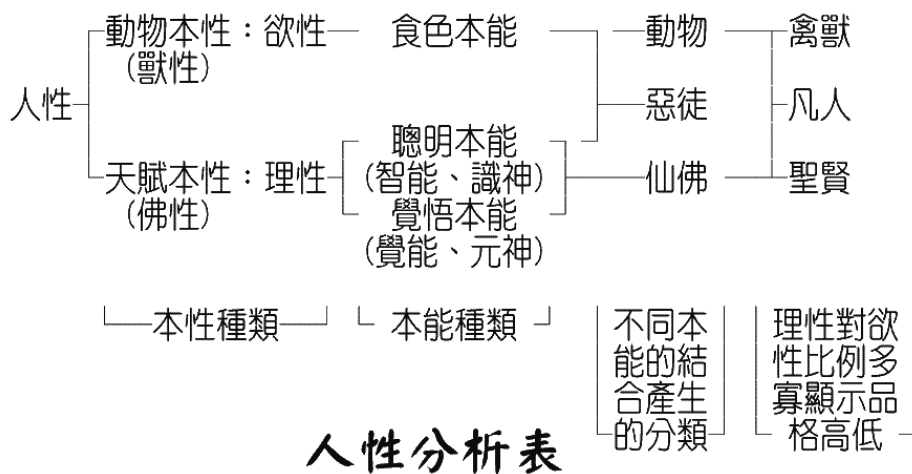 動物本性：欲性 食色本能 動物 禽獸
(獸性)
人性 惡徒 凡人
聰明本能
天賦本性：理性 (智能、識神) 仙佛 聖賢
(佛性) 覺悟本能
(覺能、元神)
本性種類 本能種類
不同本
能的結
合產生
的分類
理性對欲
性比例多
寡顯示品
格高低
人性分析表